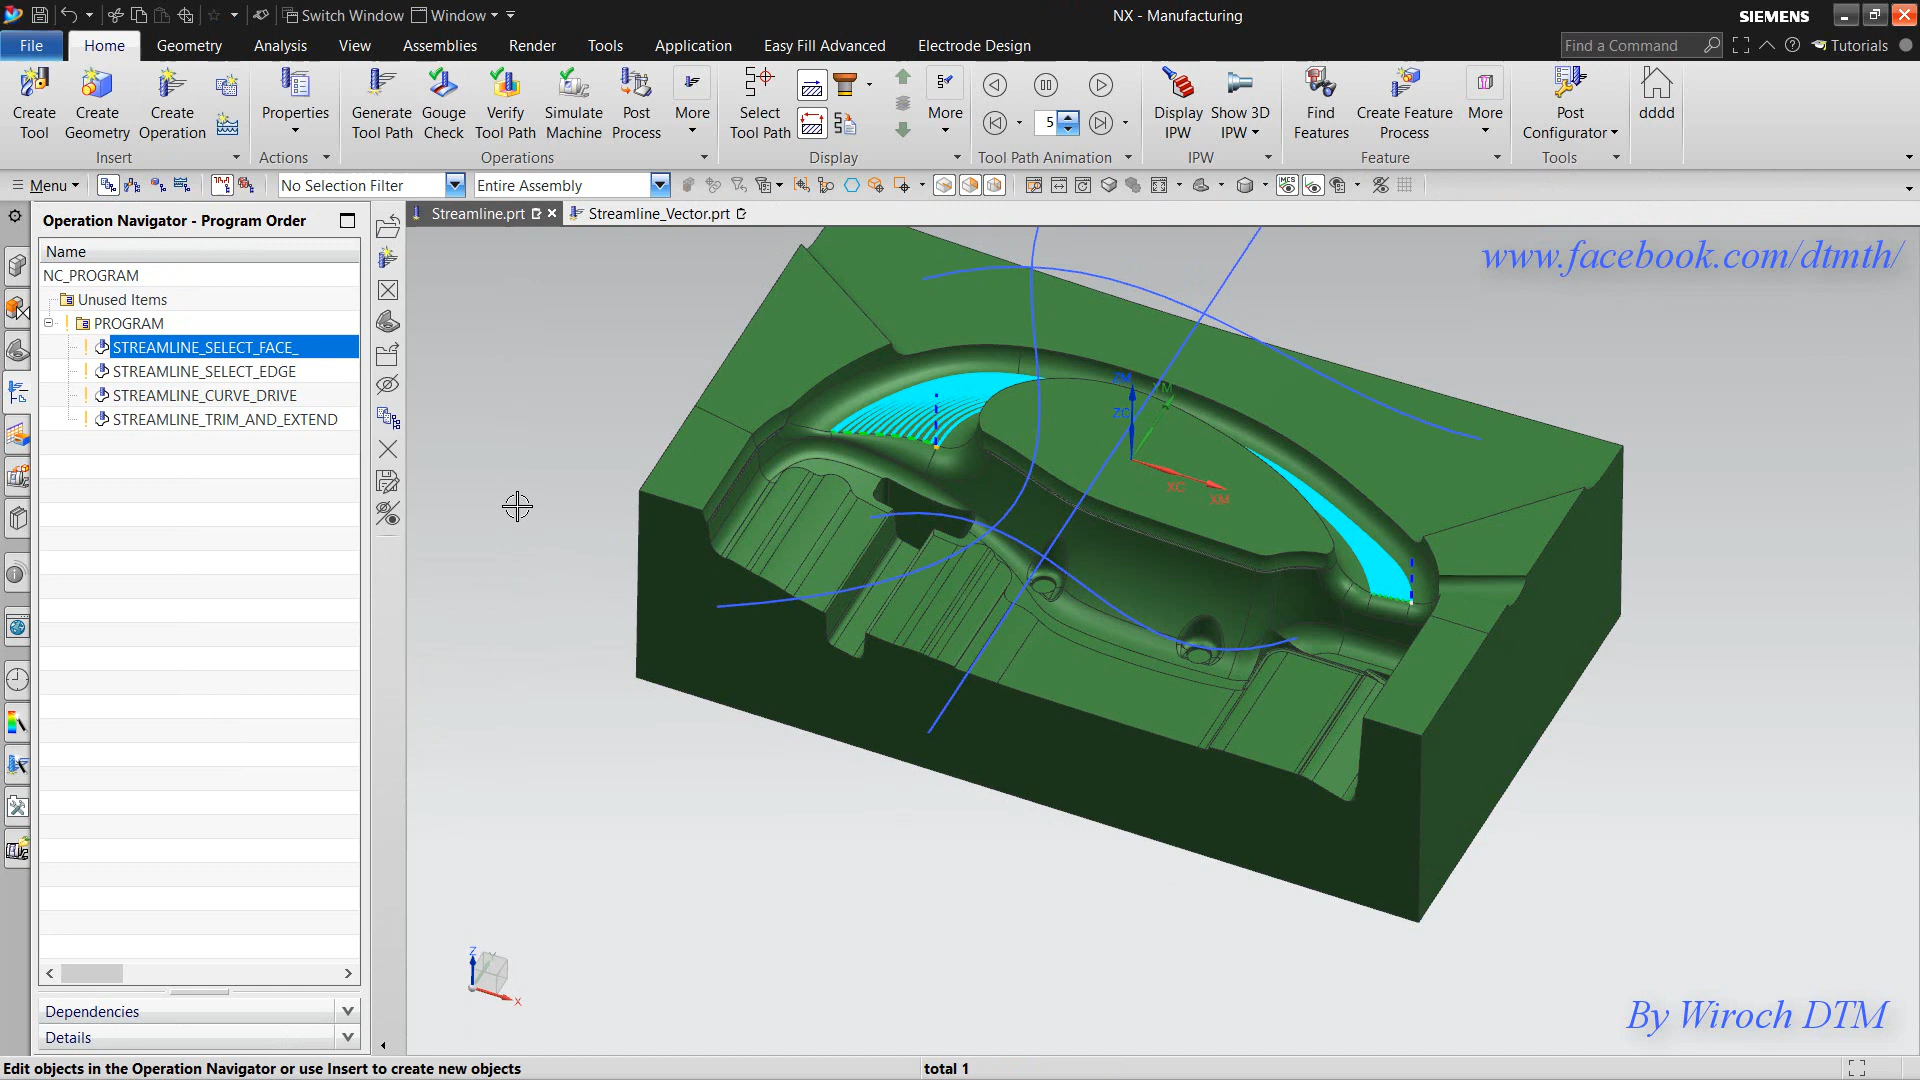 Switch Window Window NX - Manufacturing SIEMENS
File Home Geometry Analysis View Assemblies Render Tools Application Easy Fill Advanced Electrode Design Find a Command Tutorials
Create Tool
Create Geometry
Create Operation
Properties
Generate Tool Path
Gouge Check
Verify Tool Path
Simulate Machine
Post Process
More
Select Tool Path
More
5
Display IPW
Show 3D IPW
Find Features
Create Feature Process
More
Post Configurator
dddd
Insert Actions Operations Display Tool Path Animation IPW Feature Tools
Menu No Selection Filter Entire Assembly
Operation Navigator - Program Order
Streamline.prt Streamline_Vector.prt
Name
NC_PROGRAM
Unused Items
PROGRAM
STREAMLINE_SELECT_FACE_
STREAMLINE_SELECT_EDGE
STREAMLINE_CURVE_DRIVE
STREAMLINE_TRIM_AND_EXTEND
www.facebook.com/dtmth/
ZM
YM
ZC
XC
XM
Z
X
Dependencies
Details
By Wiroch DTM
Edit objects in the Operation Navigator or use Insert to create new objects total 1